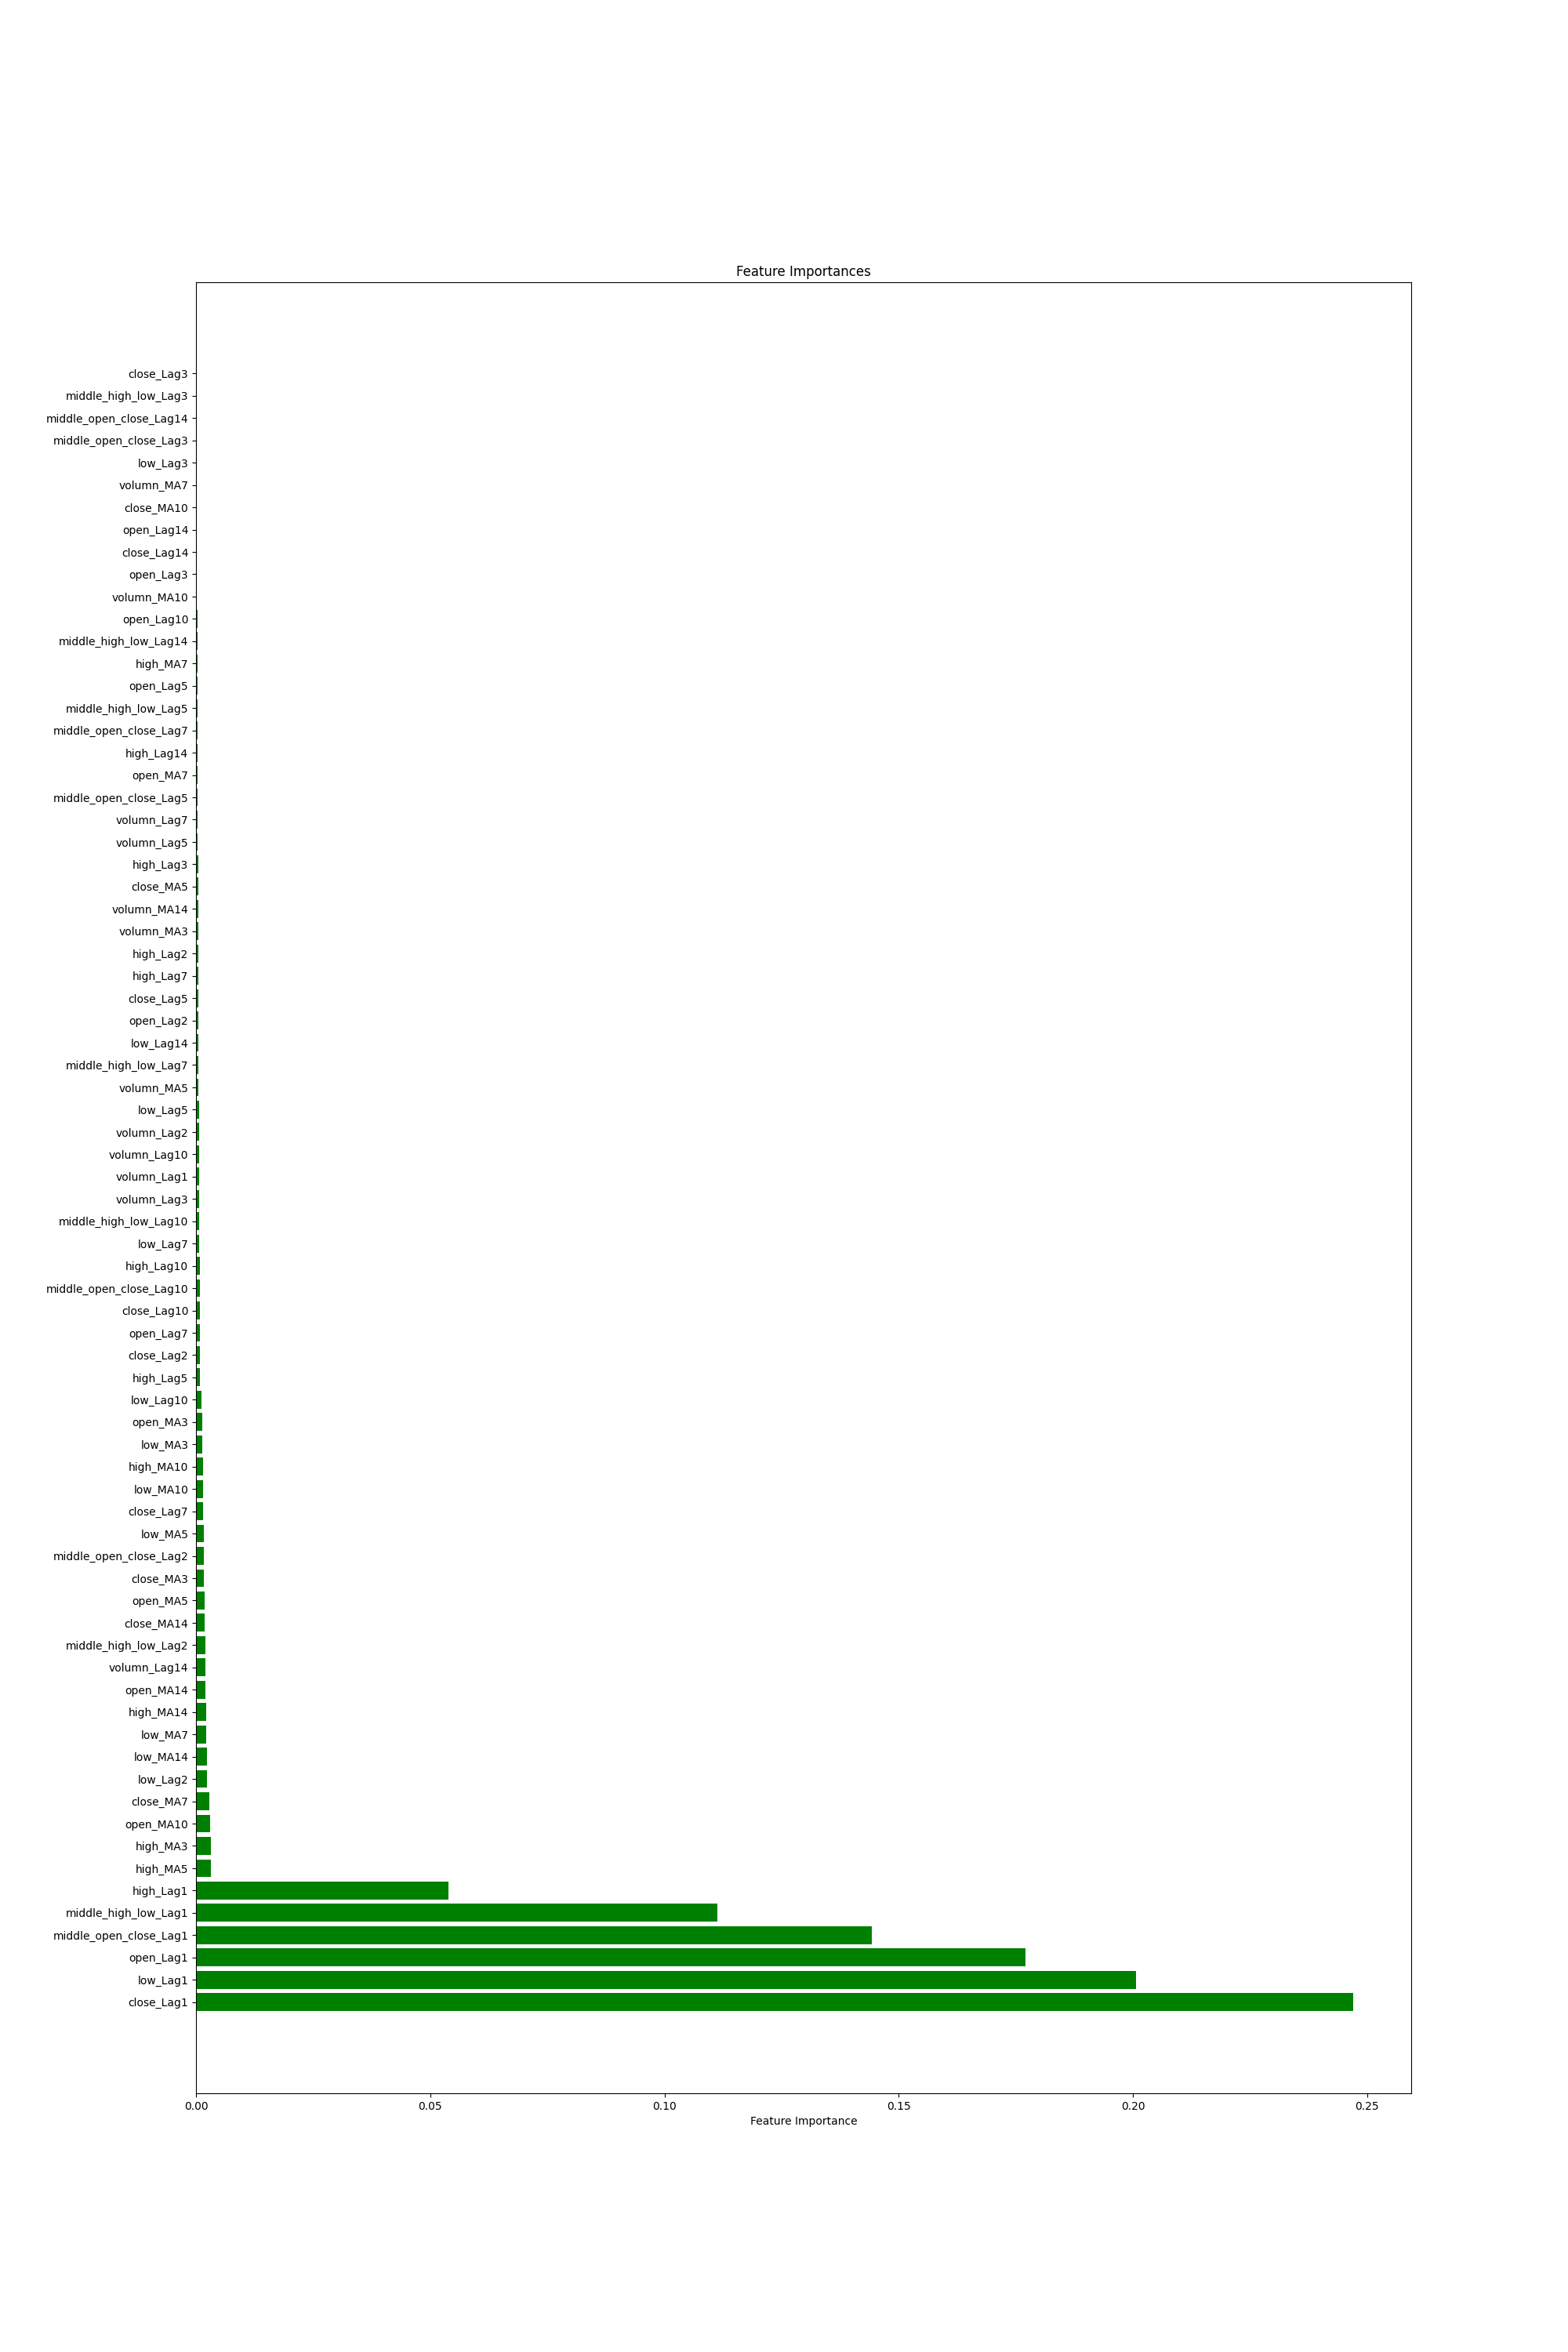 Feature Importances
close_Lag3
middle_high_low_Lag3
middle_open_close_Lag14
middle_open_close_Lag3
low_Lag3
volumn_MA7
close_MA10
open_Lag14
close_Lag14
open_Lag3
volumn_MA10
open_Lag10
middle_high_low_Lag14
high_MA7
open_Lag5
middle_high_low_Lag5
middle_open_close_Lag7
high_Lag14
open_MA7
middle_open_close_Lag5
volumn_Lag7
volumn_Lag5
high_Lag3
close_MA5
volumn_MA14
volumn_MA3
high_Lag2
high_Lag7
close_Lag5
open_Lag2
low_Lag14
middle_high_low_Lag7
volumn_MA5
low_Lag5
volumn_Lag2
volumn_Lag10
volumn_Lag1
volumn_Lag3
middle_high_low_Lag10
low_Lag7
high_Lag10
middle_open_close_Lag10
close_Lag10
open_Lag7
close_Lag2
high_Lag5
low_Lag10
open_MA3
low_MA3
high_MA10
low_MA10
close_Lag7
low_MA5
middle_open_close_Lag2
close_MA3
open_MA5
close_MA14
middle_high_low_Lag2
volumn_Lag14
open_MA14
high_MA14
low_MA7
low_MA14
low_Lag2
close_MA7
open_MA10
high_MA3
high_MA5
high_Lag1
middle_high_low_Lag1
middle_open_close_Lag1
open_Lag1
low_Lag1
close_Lag1
0.00 0.05 0.10 0.15 0.20 0.25
Feature Importance